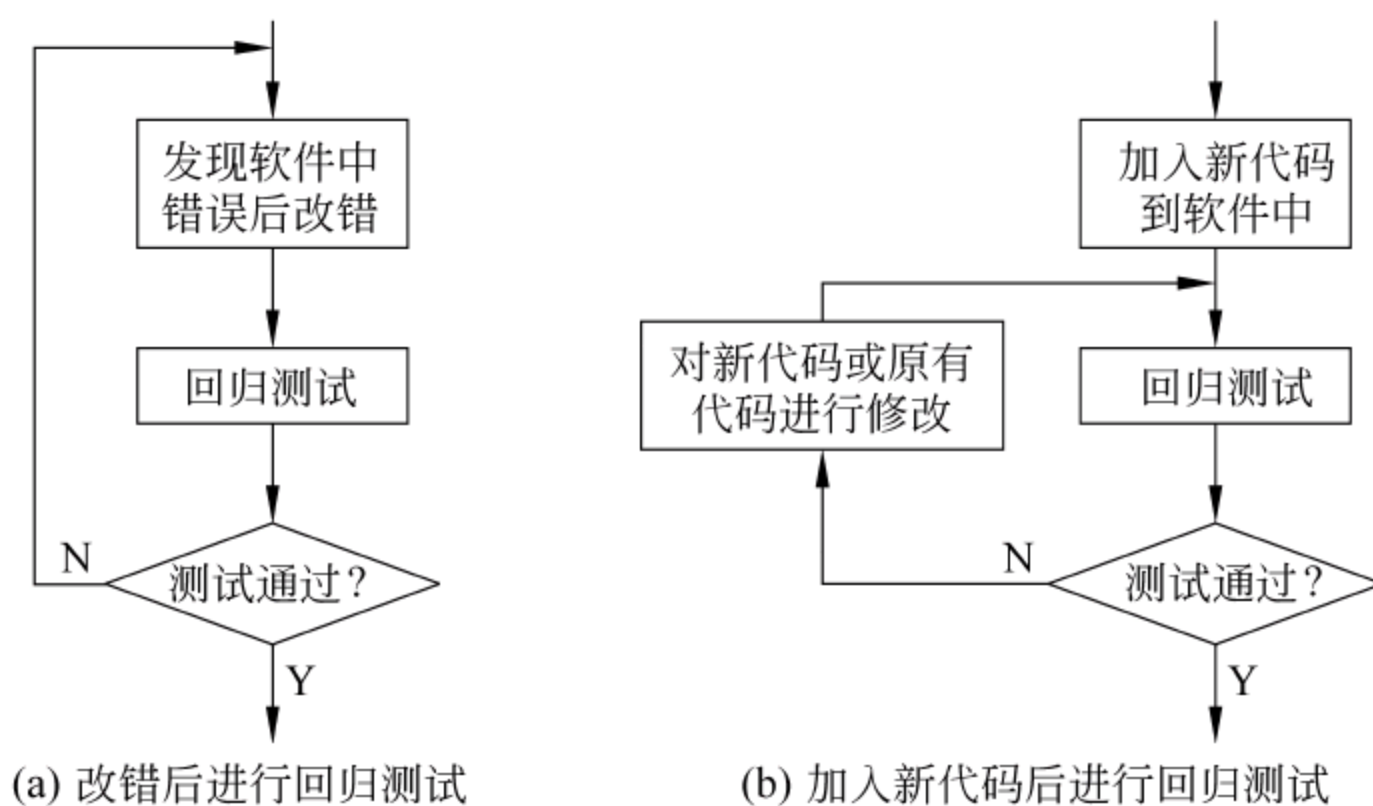 发现软件中
错误后改错
回归测试
测试通过？
N
Y
(a) 改错后进行回归测试
加入新代码
到软件中
对新代码或原有
代码进行修改
回归测试
测试通过？
N
Y
(b) 加入新代码后进行回归测试